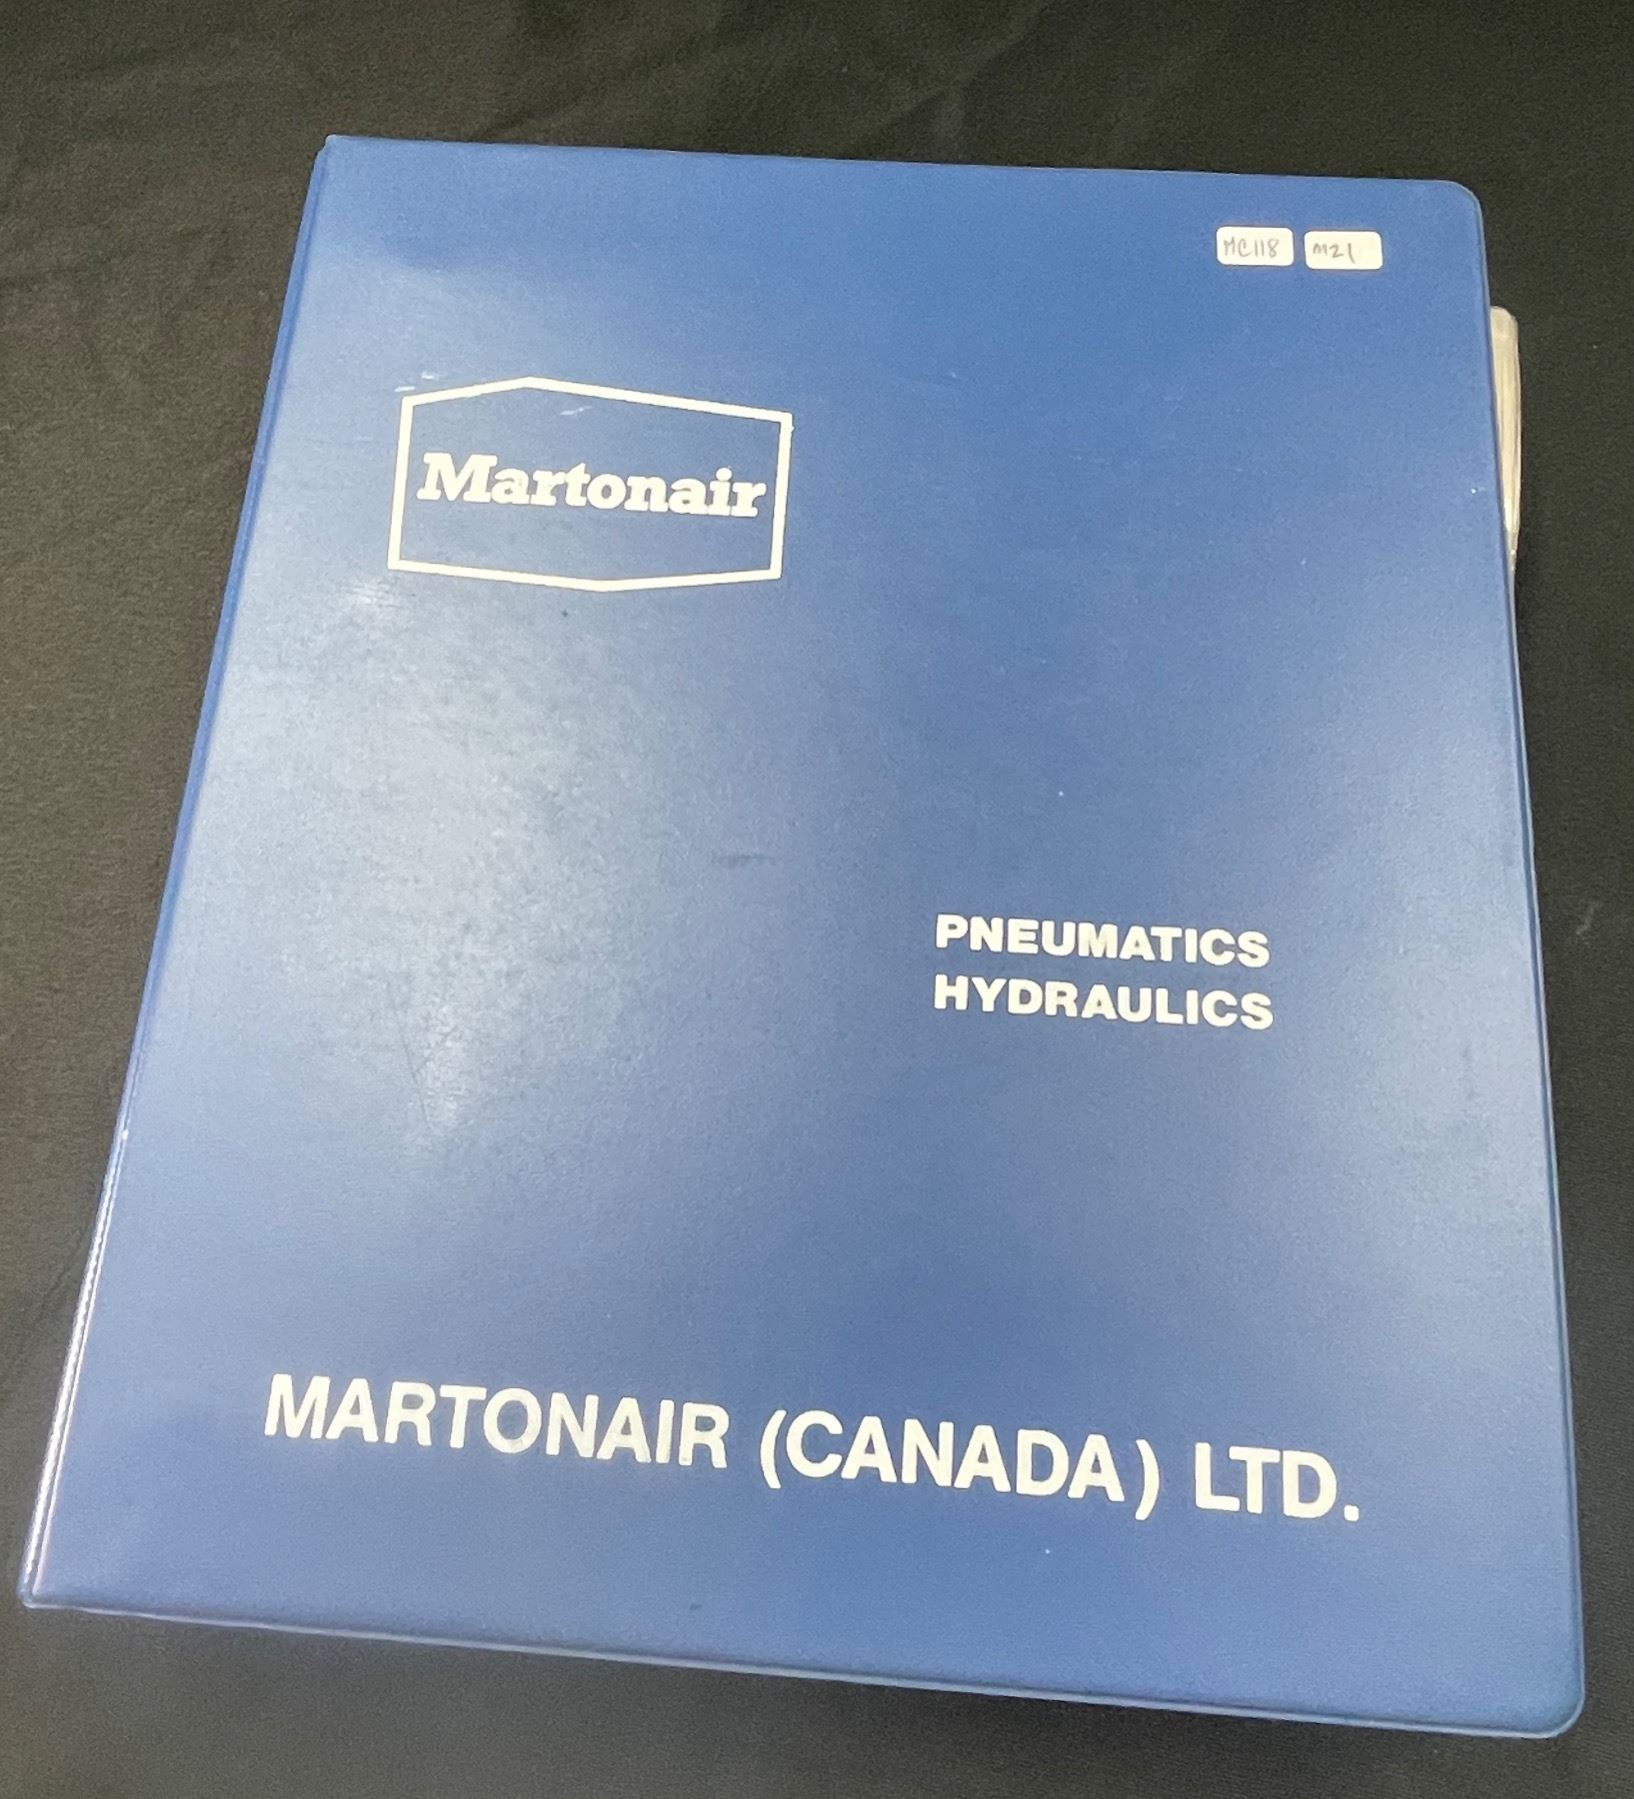 MC118 M21
Martonair
PNEUMATICS
HYDRAULICS
MARTONAIR (CANADA) LTD.